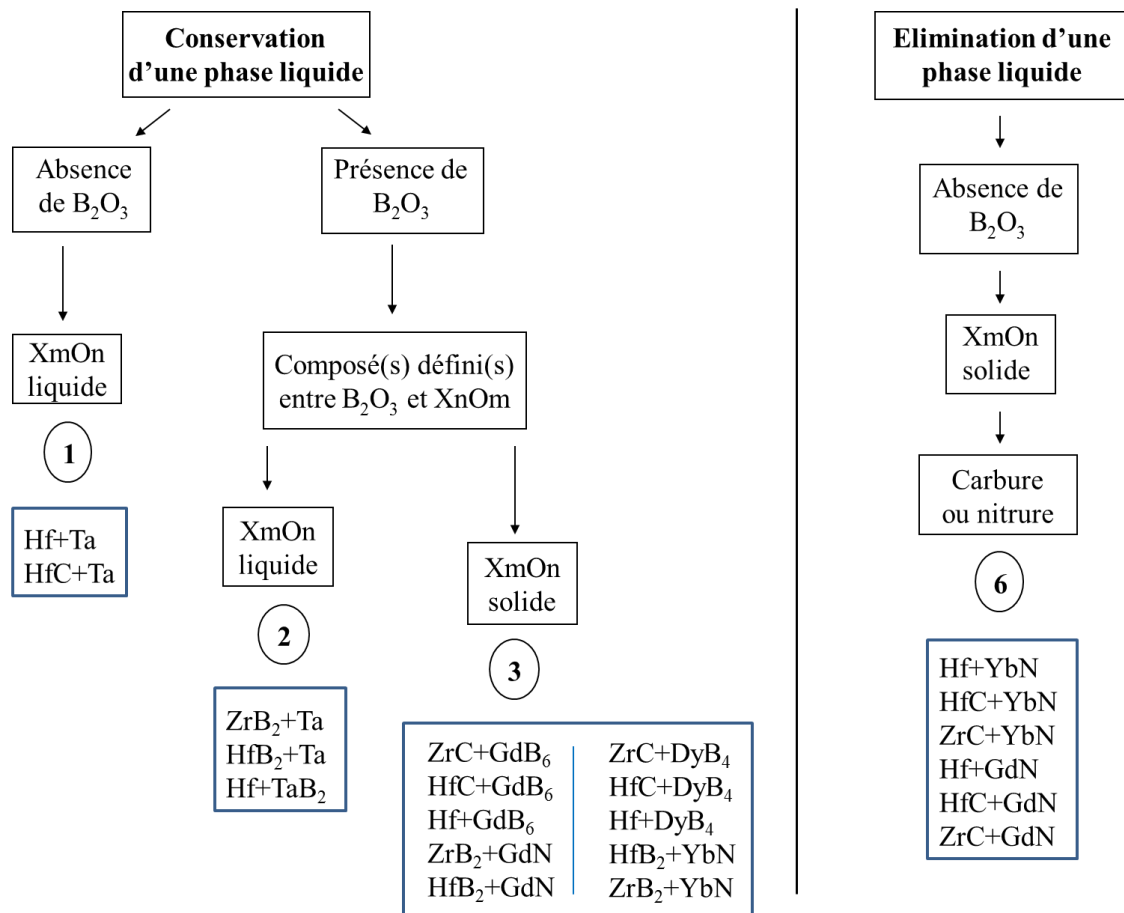 Conservation
d’une phase liquide
Absence
de B₂O₃
XmOn
liquide
1
Hf+Ta
HfC+Ta
Présence de
B₂O₃
Composé(s) défini(s)
entre B₂O₃ et XnOm
XmOn
liquide
2
ZrB₂+Ta
HfB₂+Ta
Hf+TaB₂
XmOn
solide
3
ZrC+GdB₆
HfC+GdB₆
Hf+GdB₆
ZrB₂+GdN
HfB₂+GdN
ZrC+DyB₄
HfC+DyB₄
Hf+DyB₄
HfB₂+YbN
ZrB₂+YbN
Elimination d’une
phase liquide
Absence de
B₂O₃
XmOn
solide
Carbure
ou nitrure
6
Hf+YbN
HfC+YbN
ZrC+YbN
Hf+GdN
HfC+GdN
ZrC+GdN